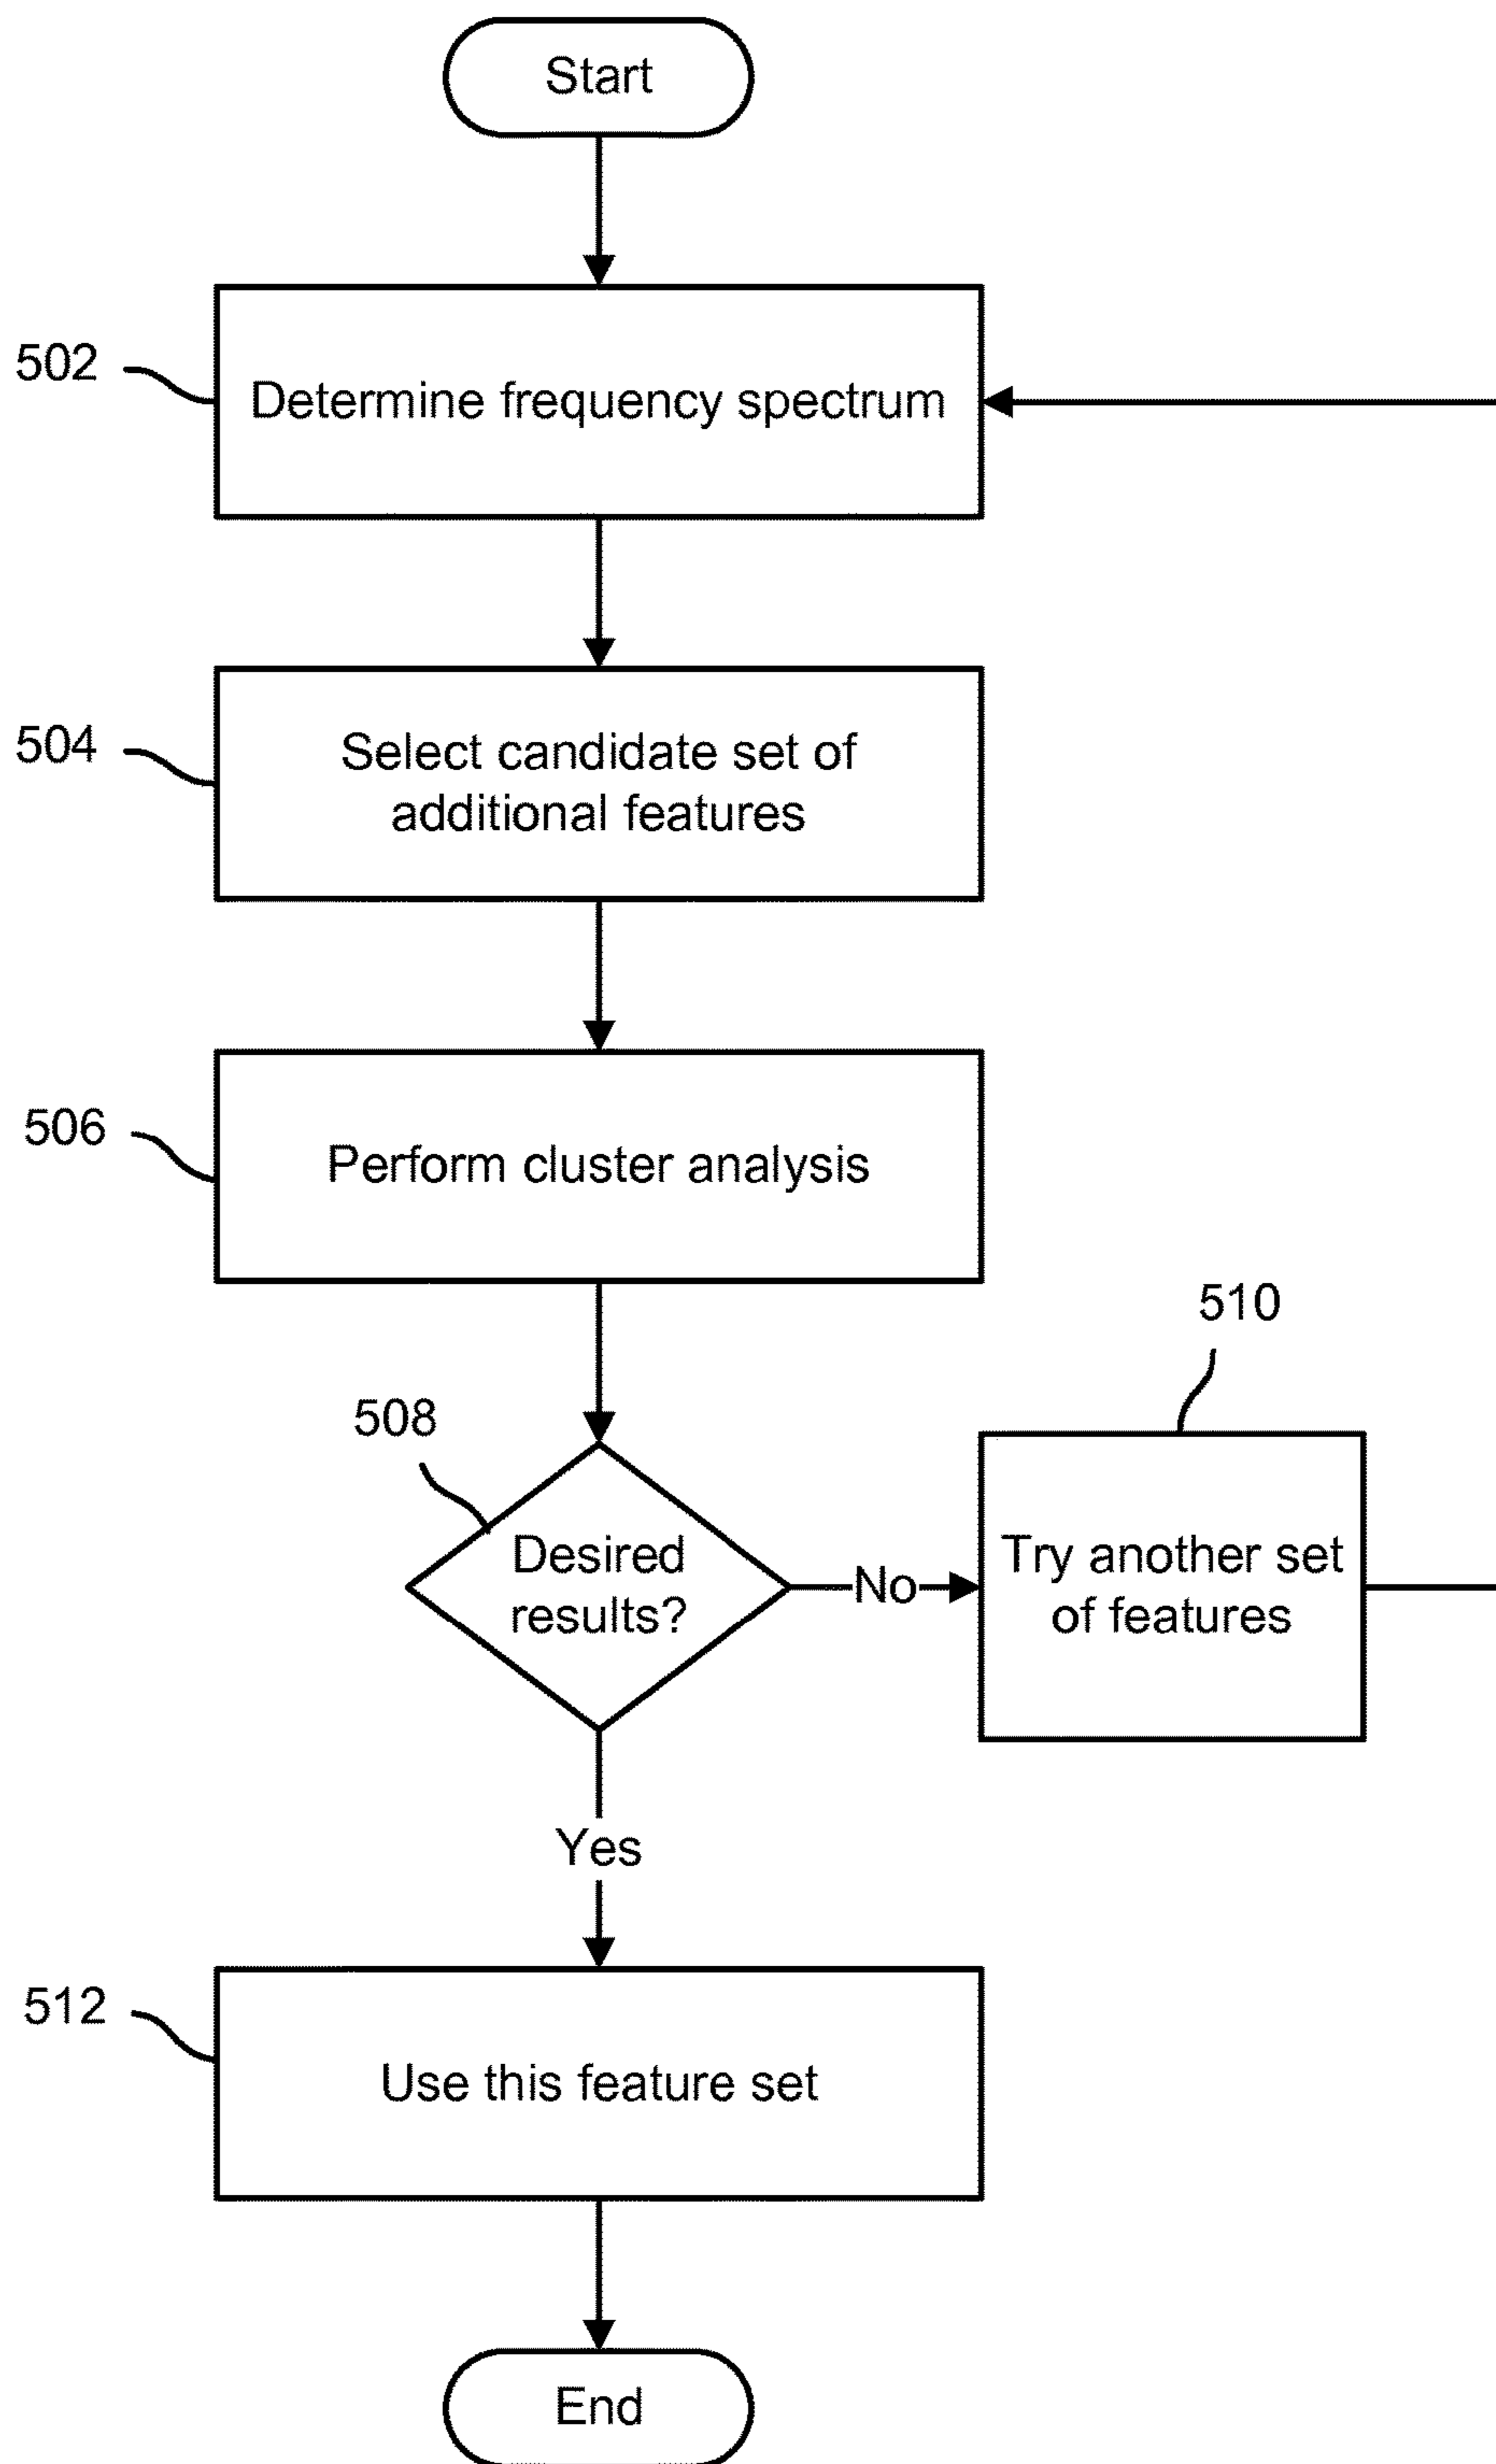 Start
502
Determine frequency spectrum
504
Select candidate set of
additional features
506
Perform cluster analysis
510
508
Desired
results?
No
Try another set
of features
Yes
512
Use this feature set
End